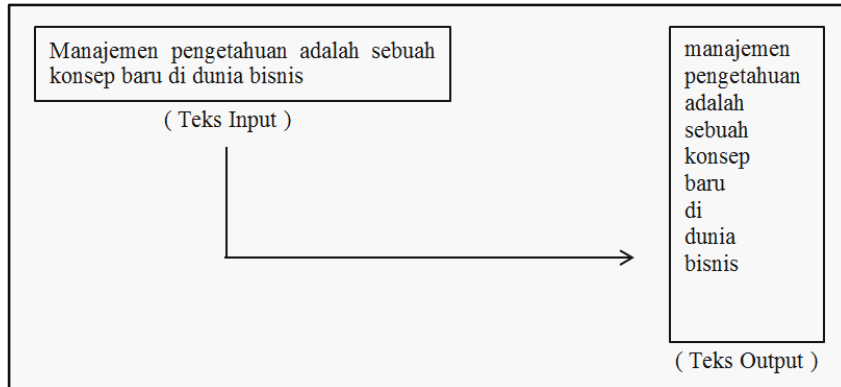 Manajemen pengetahuan adalah sebuah
konsep baru di dunia bisnis
( Teks Input )
manajemen
pengetahuan
adalah
sebuah
konsep
baru
di
dunia
bisnis
( Teks Output )